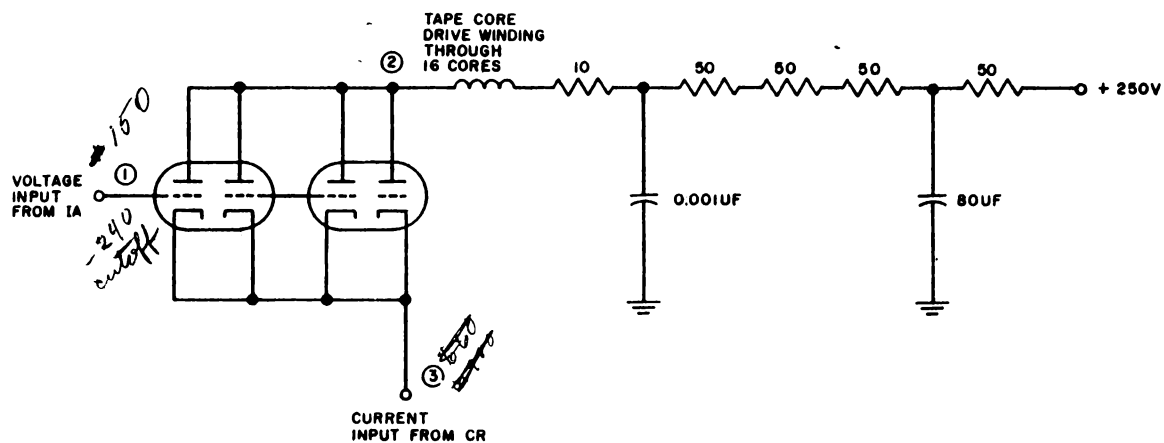 TAPE CORE
DRIVE WINDING
THROUGH
16 CORES
②
10
50
50
50
50
+ 250V
150
①
VOLTAGE
INPUT
FROM IA
-240
cutoff
0.001UF
80UF
③
CURRENT
INPUT FROM CR